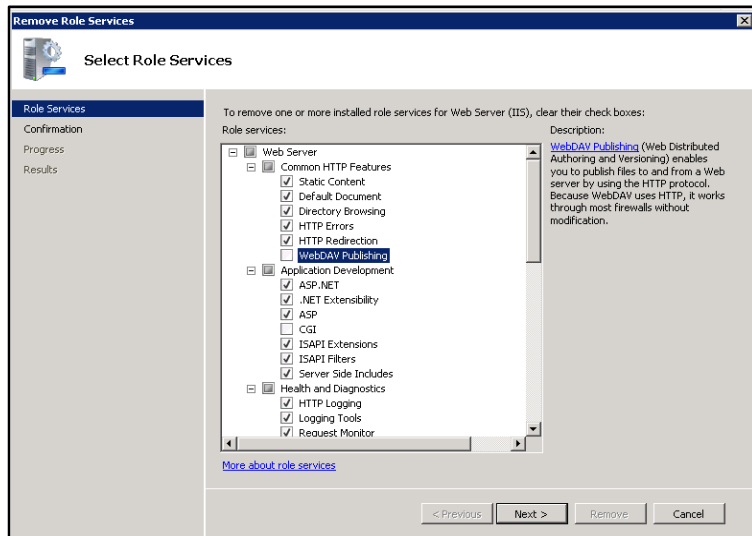 Remove Role Services
Select Role Services
Role Services
Confirmation
Progress
Results
To remove one or more installed role services for Web Server (IIS), clear their check boxes:
Role services:
Web Server
Common HTTP Features
Static Content
Default Document
Directory Browsing
HTTP Errors
HTTP Redirection
WebDAV Publishing
Application Development
ASP.NET
.NET Extensibility
ASP
CGI
ISAPI Extensions
ISAPI Filters
Server Side Includes
Health and Diagnostics
HTTP Logging
Logging Tools
Request Monitor
More about role services
Description:
WebDAV Publishing (Web Distributed
Authoring and Versioning) enables
you to publish files to and from a Web
server by using the HTTP protocol.
Because WebDAV uses HTTP, it works
through most firewalls without
modification.
< Previous
Next >
Remove
Cancel